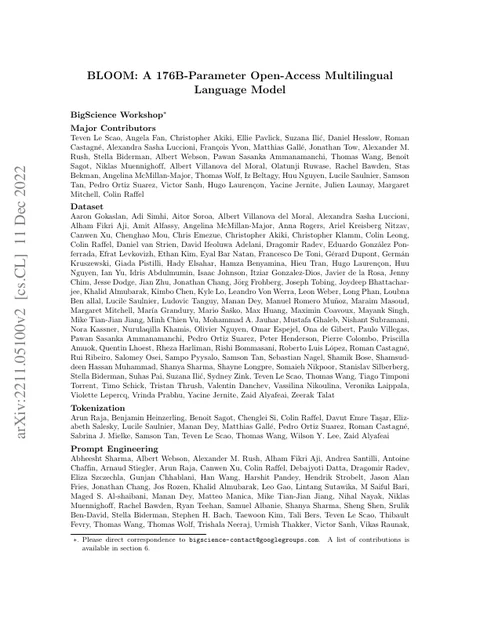 BLOOM: A 176B-Parameter Open-Access Multilingual
Language Model
BigScience Workshop*
Major Contributors
Teven Le Scao, Angela Fan, Christopher Akiki, Ellie Pavlick, Suzana Ilić, Daniel Hesslow, Roman
Castagné, Alexandra Sasha Luccioni, François Yvon, Matthias Gallé, Jonathan Tow, Alexander M.
Rush, Stella Biderman, Albert Webson, Pawan Sasanka Ammanamanchi, Thomas Wang, Benoît
Sagot, Niklas Muennighoff, Albert Villanova del Moral, Olatunji Ruwase, Rachel Bawden, Stas
Bekman, Angelina McMillan-Major, Thomas Wolf, Iz Beltagy, Huu Nguyen, Lucile Saulnier, Samson
Tan, Pedro Ortiz Suarez, Victor Sanh, Hugo Laurençon, Yacine Jernite, Julien Launay, Margaret
Mitchell, Colin Raffel
Dataset
Aaron Gokaslan, Adi Simhi, Aitor Soroa, Albert Villanova del Moral, Alexandra Sasha Luccioni,
Alham Fikri Aji, Amit Alfassy, Angelina McMillan-Major, Anna Rogers, Ariel Kreisberg Nitzav,
Canwen Xu, Chenghao Mou, Chris Emezue, Christopher Akiki, Christopher Klamm, Colin Leong,
Colin Raffel, Daniel van Strien, David Ifeoluwa Adelani, Dragomir Radev, Eduardo González Pon-
ferrada, Efrat Levkovizh, Ethan Kim, Eyal Bar Natan, Francesco De Toni, Gérard Dupont, Germán
Kruszewski, Giada Pistilli, Hady Elsahar, Hamza Benyamina, Hieu Tran, Hugo Laurençon, Huu
Nguyen, Ian Yu, Idris Abdulmumin, Isaac Johnson, Itziar Gonzalez-Dios, Javier de la Rosa, Jenny
Chim, Jesse Dodge, Jian Zhu, Jonathan Chang, Jörg Frohberg, Joseph Tobing, Joydeep Bhattachar-
jee, Khalid Almubarak, Kimbo Chen, Kyle Lo, Leandro Von Werra, Leon Weber, Long Phan, Loubna
Ben allal, Lucile Saulnier, Ludovic Tanguy, Manan Dey, Manuel Romero Muñoz, Maraim Masoud,
Margaret Mitchell, María Grandury, Mario Šaško, Max Huang, Maximin Coavoux, Mayank Singh,
Mike Tian-Jian Jiang, Minh Chien Vu, Mohammad A. Jauhar, Mustafa Ghaleb, Nishant Subramani,
Nora Kassner, Nurulaqilla Khamis, Olivier Nguyen, Omar Espejel, Ona de Gibert, Paulo Villegas,
Pawan Sasanka Ammanamanchi, Pedro Ortiz Suarez, Peter Henderson, Pierre Colombo, Priscilla
Amuok, Quentin Lhoest, Rheza Harliman, Rishi Bommasani, Roberto Luis López, Roman Castagné,
Rui Ribeiro, Salomey Osei, Sampo Pyysalo, Samson Tan, Sebastian Nagel, Shamik Bose, Shamsud-
deen Hassan Muhammad, Shanya Sharma, Shayne Longpre, Somaieh Nikpoor, Stanislav Silberberg,
Stella Biderman, Suhas Pai, Suzana Ilić, Sydney Zink, Teven Le Scao, Thomas Wang, Tiago Timponi
Torrent, Timo Schick, Tristan Thrush, Valentin Danchev, Vassilina Nikoulina, Veronika Laippala,
Violette Lepercq, Vrinda Prabhu, Yacine Jernite, Zaid Alyafeai, Zeerak Talat
Tokenization
Arun Raja, Benjamin Heinzerling, Benoît Sagot, Chenglei Si, Colin Raffel, Davut Emre Taşar, Eliz-
abeth Salesky, Lucile Saulnier, Manan Dey, Matthias Gallé, Pedro Ortiz Suarez, Roman Castagné,
Sabrina J. Mielke, Samson Tan, Teven Le Scao, Thomas Wang, Wilson Y. Lee, Zaid Alyafeai
Prompt Engineering
Abheesht Sharma, Albert Webson, Alexander M. Rush, Alham Fikri Aji, Andrea Santilli, Antoine
Chaffin, Arnaud Stiegler, Arun Raja, Canwen Xu, Colin Raffel, Debajyoti Datta, Dragomir Radev,
Eliza Szczechla, Gunjan Chhablani, Han Wang, Harshit Pandey, Hendrik Strobelt, Jason Alan
Fries, Jonathan Chang, Jos Rozen, Khalid Almubarak, Leo Gao, Lintang Sutawika, M Saiful Bari,
Maged S. Al-shaibani, Manan Dey, Matteo Manica, Mike Tian-Jian Jiang, Nihal Nayak, Niklas
Muennighoff, Rachel Bawden, Ryan Teehan, Samuel Albanie, Shanya Sharma, Sheng Shen, Srulik
Ben-David, Stella Biderman, Stephen H. Bach, Taewoon Kim, Tali Bers, Teven Le Scao, Thibault
Fevry, Thomas Wang, Thomas Wolf, Trishala Neeraj, Urmish Thakker, Victor Sanh, Vikas Raunak,
*. Please direct correspondence to bigscience-contact@googlegroups.com. A list of contributions is
available in section 6.
arXiv:2211.05100v2 [cs.CL] 11 Dec 2022